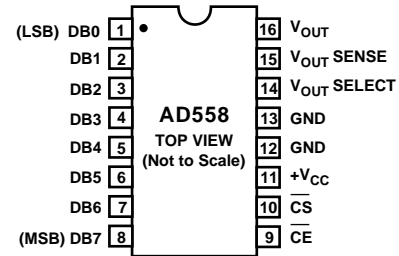 (LSB) DB0 1 16 VOUT
DB1 2 15 VOUT SENSE
DB2 3 14 VOUT SELECT
DB3 4 AD558 13 GND
DB4 5 TOP VIEW 12 GND
(Not to Scale)
DB5 6 11 +VCC
DB6 7 10 C̅S̅
(MSB) DB7 8 9 C̅E̅